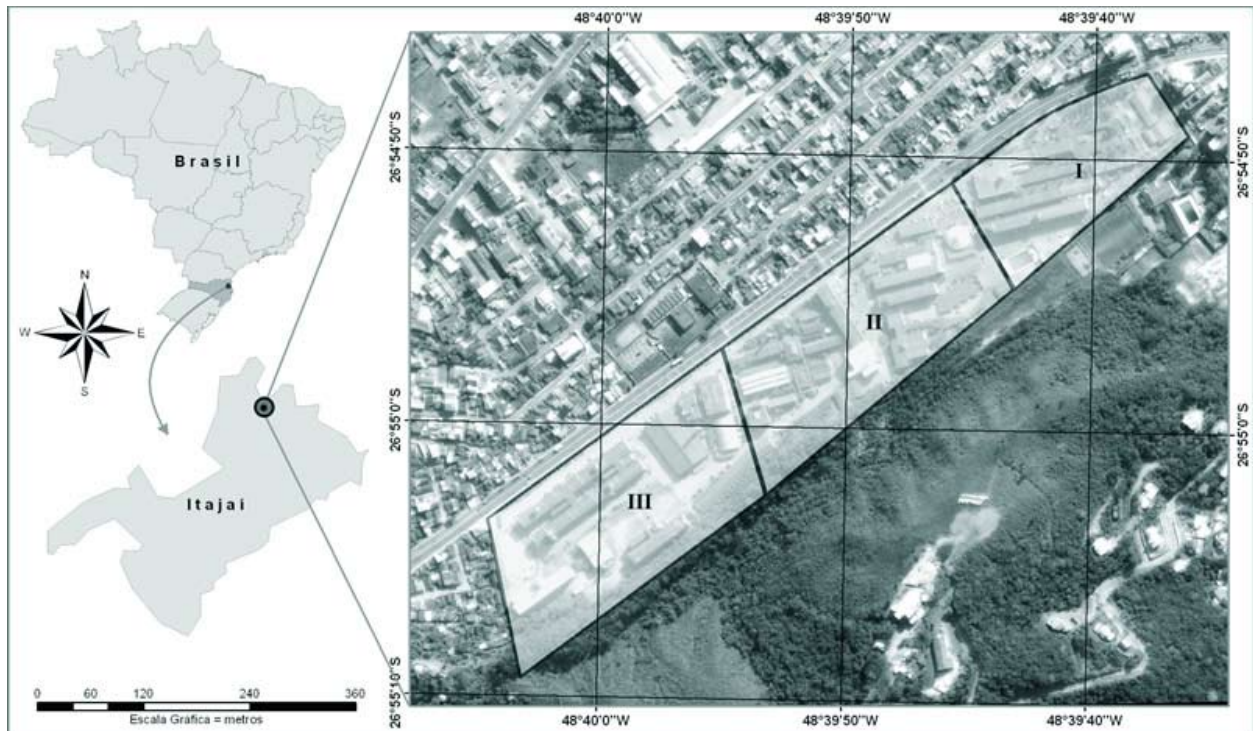 48°40'0"W 48°39'50"W 48°39'40"W
Brasil
N
W E
S
Itajaí
0 60 120 240 360
Escala Gráfica = metros
26°54'50"S
26°55'0"S
26°55'10"S
I
II
III
26°54'50"S
26°55'0"S
48°40'0"W 48°39'50"W 48°39'40"W